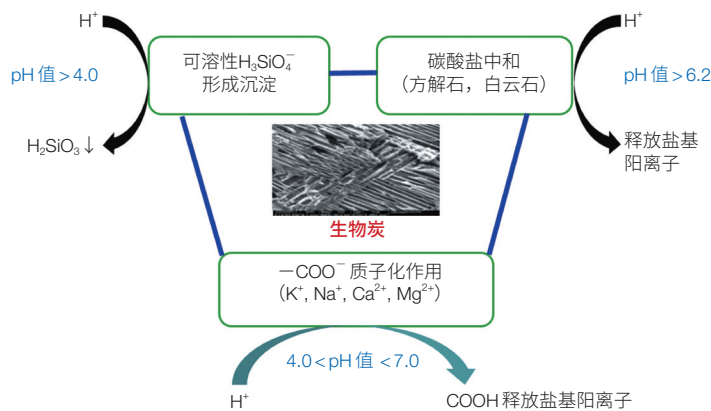 H⁺
pH 值>4.0
H₂SiO₃↓
可溶性H₃SiO₄⁻
形成沉淀
碳酸盐中和
（方解石，白云石）
H⁺
pH 值>6.2
释放盐基
阳离子
生物炭
－COO⁻ 质子化作用
（K⁺, Na⁺, Ca²⁺, Mg²⁺）
4.0<pH 值 <7.0
H⁺
COOH 释放盐基阳离子